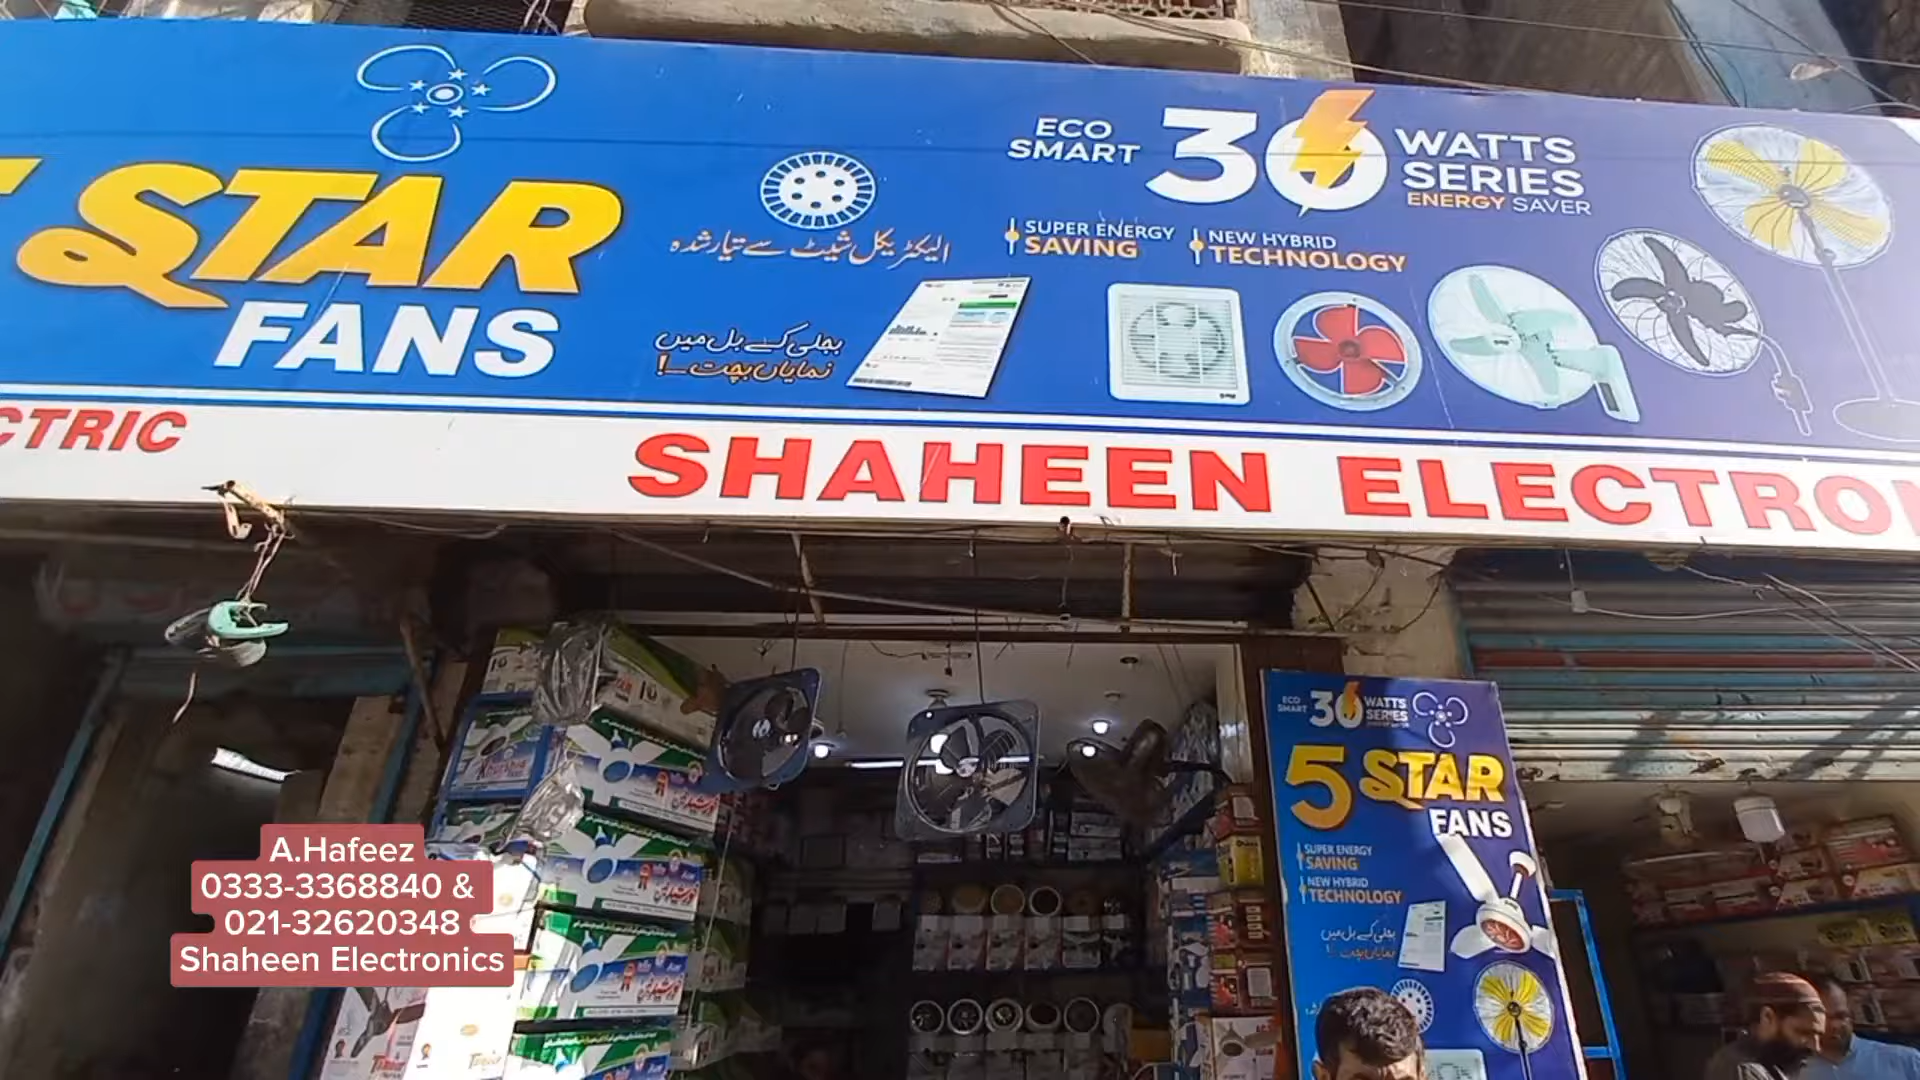 STAR
FANS
الیکٹریکل شیٹ سے تیار شدہ
بجلی کے بل میں
نمایاں بچت...!
ECO
SMART
30
WATTS
SERIES
ENERGY SAVER
SUPER ENERGY
SAVING
NEW HYBRID
TECHNOLOGY
CTRIC
SHAHEEN ELECTRON
ECO
SMART
30
WATTS
SERIES
5 STAR
FANS
SUPER ENERGY
SAVING
NEW HYBRID
TECHNOLOGY
بجلی کے بل میں
نمایاں بچت
A.Hafeez
0333-3368840 &
021-32620348
Shaheen Electronics